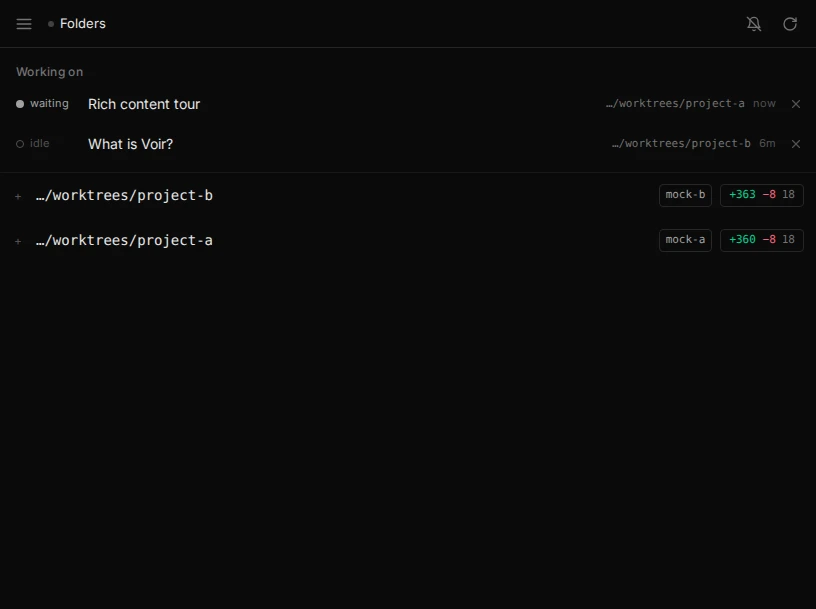 Folders
Working on
waiting Rich content tour …/worktrees/project-a now
idle What is Voir? …/worktrees/project-b 6m
+ …/worktrees/project-b mock-b +363 −8 18
+ …/worktrees/project-a mock-a +360 −8 18